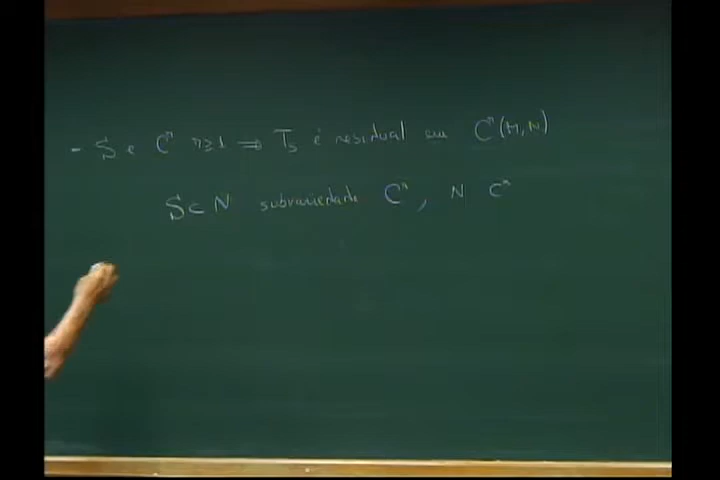 - S é C^r r≥1 ⇒ T_S é residual em C^r(M,N)
S ⊂ N subvariedade C^r, N C^r